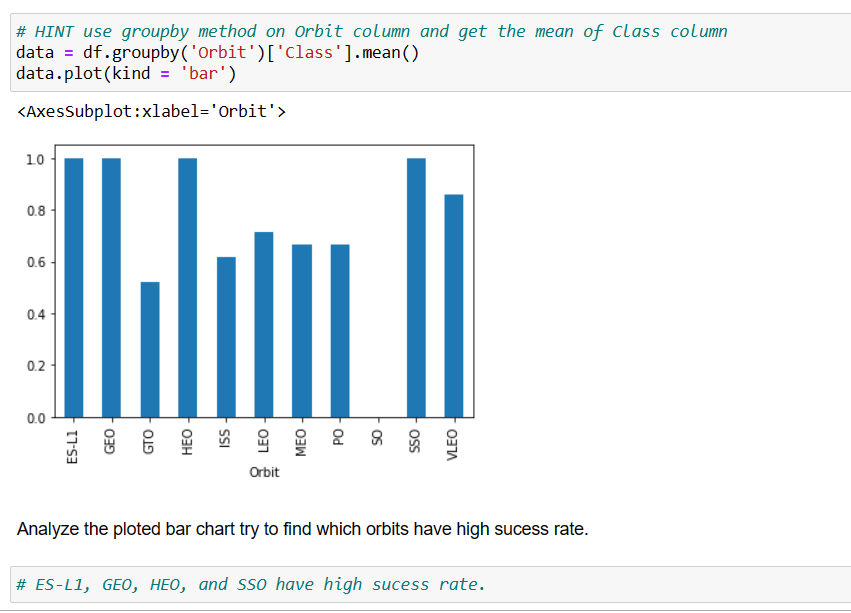 # HINT use groupby method on Orbit column and get the mean of Class column
data = df.groupby('Orbit')['Class'].mean()
data.plot(kind = 'bar')
<AxesSubplot:xlabel='Orbit'>
1.0
0.8
0.6
0.4
0.2
0.0
ES-L1
GEO
GTO
HEO
ISS
LEO
MEO
PO
SO
SSO
VLEO
Orbit
Analyze the ploted bar chart try to find which orbits have high sucess rate.
# ES-L1, GEO, HEO, and SSO have high sucess rate.